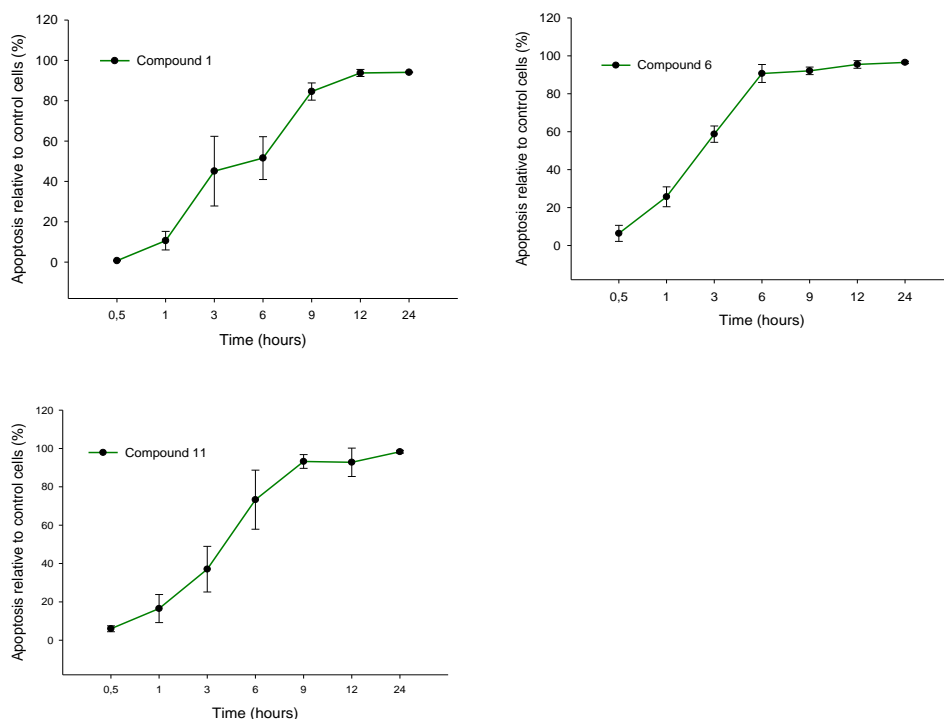 Apoptosis relative to control cells (%)
120
100
80
60
40
20
0
Compound 1
0,5 1 3 6 9 12 24
Time (hours)
Apoptosis relative to control cells (%)
120
100
80
60
40
20
0
Compound 6
0,5 1 3 6 9 12 24
Time (hours)
Apoptosis relative to control cells (%)
120
100
80
60
40
20
0
Compound 11
0,5 1 3 6 9 12 24
Time (hours)